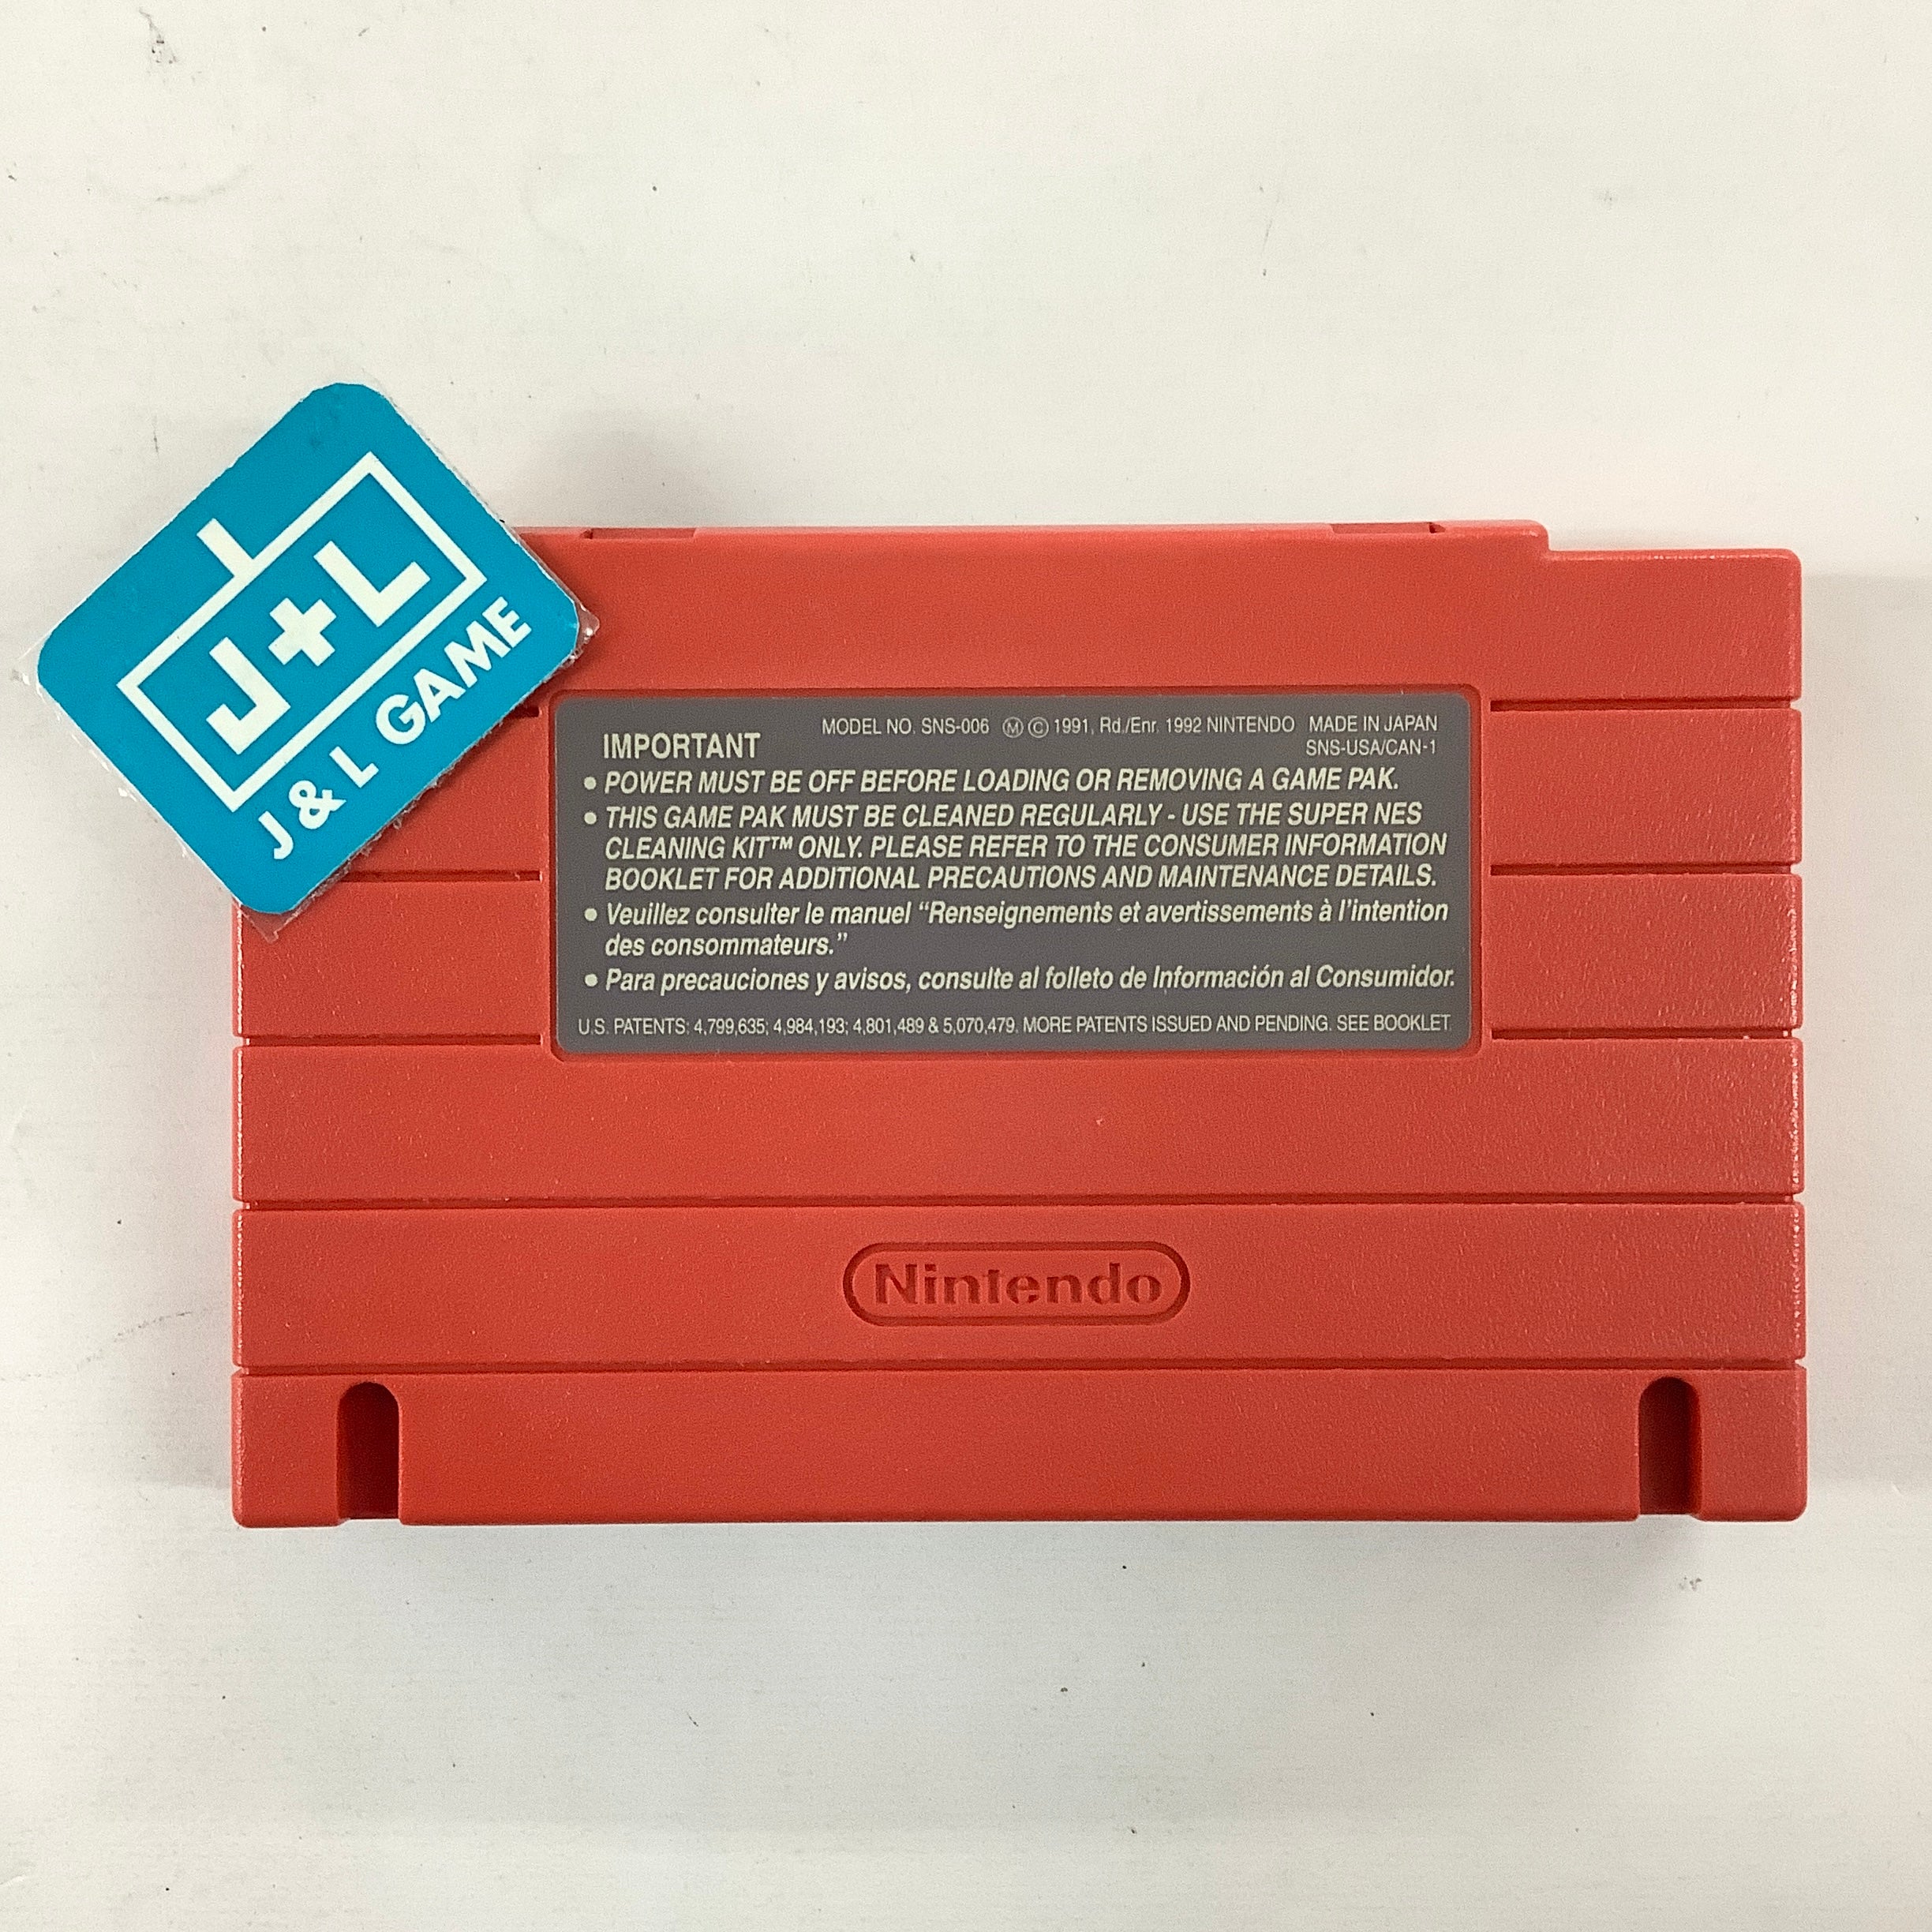 J+L
J & L GAME
MODEL NO. SNS-006 Ⓜ © 1991, Rd./Enr. 1992 NINTENDO MADE IN JAPAN
SNS-USA/CAN-1
IMPORTANT
• POWER MUST BE OFF BEFORE LOADING OR REMOVING A GAME PAK.
• THIS GAME PAK MUST BE CLEANED REGULARLY - USE THE SUPER NES
CLEANING KIT™ ONLY. PLEASE REFER TO THE CONSUMER INFORMATION
BOOKLET FOR ADDITIONAL PRECAUTIONS AND MAINTENANCE DETAILS.
• Veuillez consulter le manuel “Renseignements et avertissements à l’intention
des consommateurs.”
• Para precauciones y avisos, consulte al folleto de Información al Consumidor.
U.S. PATENTS: 4,799,635; 4,984,193; 4,801,489 & 5,070,479. MORE PATENTS ISSUED AND PENDING. SEE BOOKLET
Nintendo